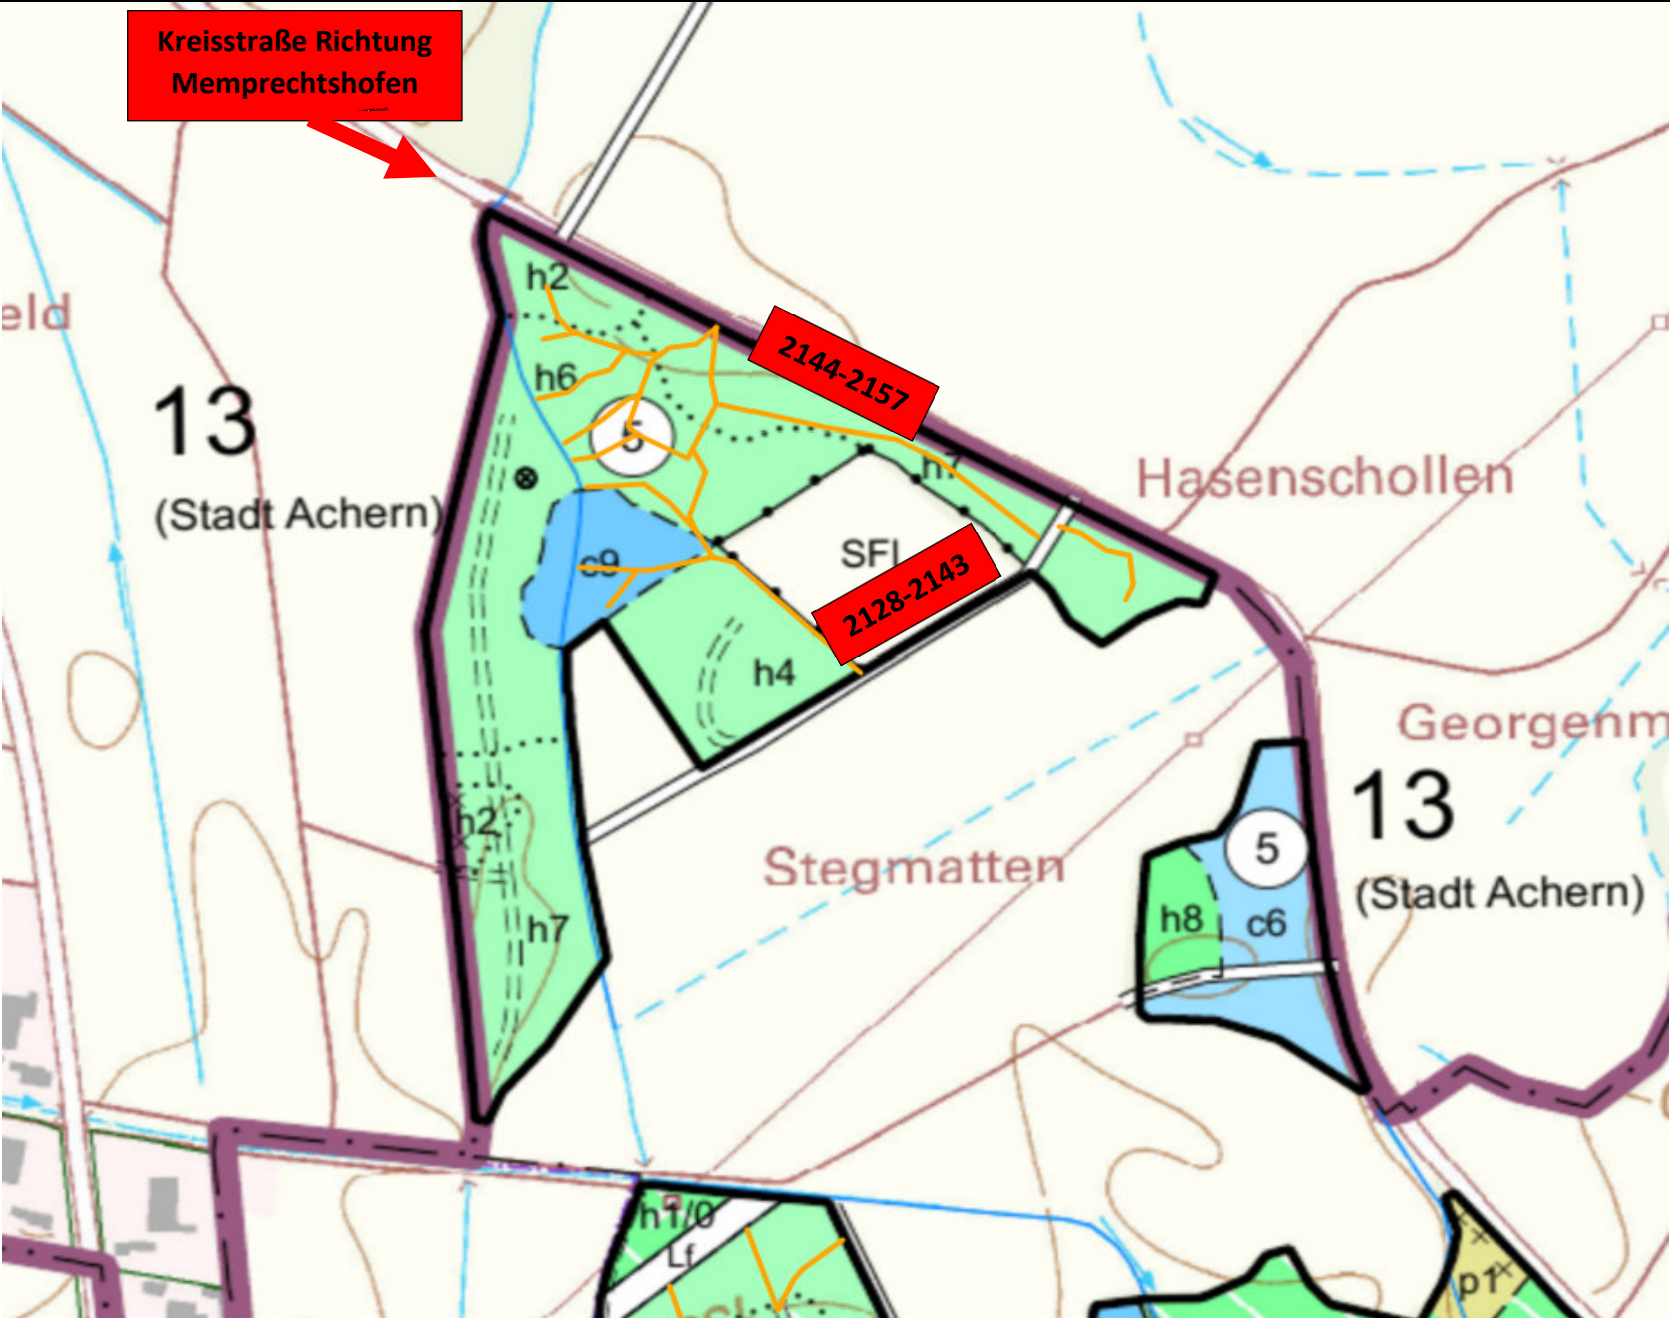 Kreisstraße Richtung
Memprechtshofen
h2
eld
2144-2157
h6
13
5
h7
Hasenschollen
(Stadt Achern)
SFl
c9
2128-2143
h4
Georgenm
13
h2
5
Stegmatten
(Stadt Achern)
h7
h8
c6
h1/0
Lf
p1